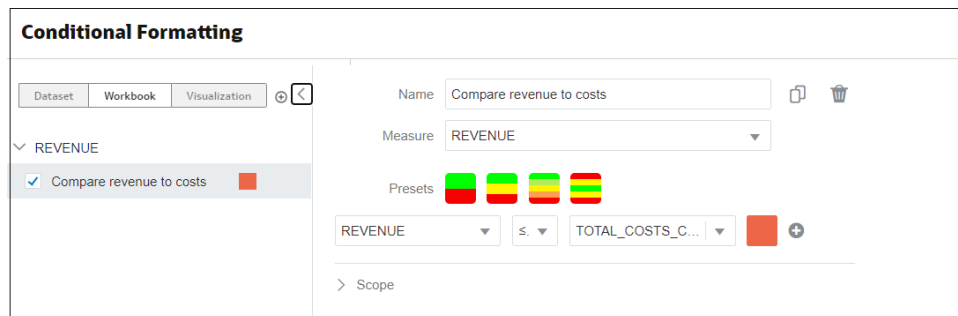 Conditional Formatting
Dataset Workbook Visualization
REVENUE
Compare revenue to costs
Name Compare revenue to costs
Measure REVENUE
Presets
REVENUE ≤. TOTAL_COSTS_C...
Scope